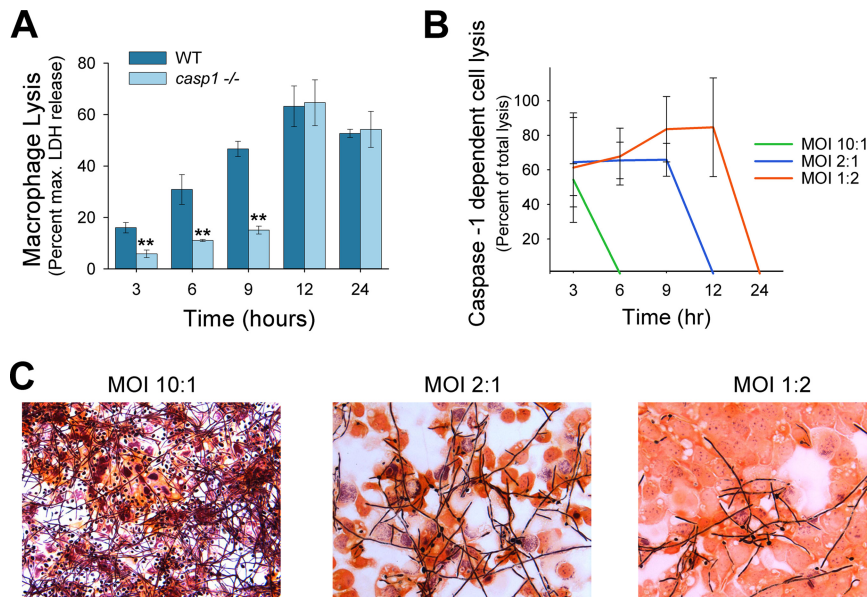 A
Macrophage Lysis
(Percent max. LDH release)
80
60
40
20
0
WT
casp1 -/-
**
**
**
3
6
9
12
24
Time (hours)
B
Caspase -1 dependent cell lysis
(Percent of total lysis)
100
80
60
40
20
3
6
9
12
24
Time (hr)
MOI 10:1
MOI 2:1
MOI 1:2
C
MOI 10:1
MOI 2:1
MOI 1:2